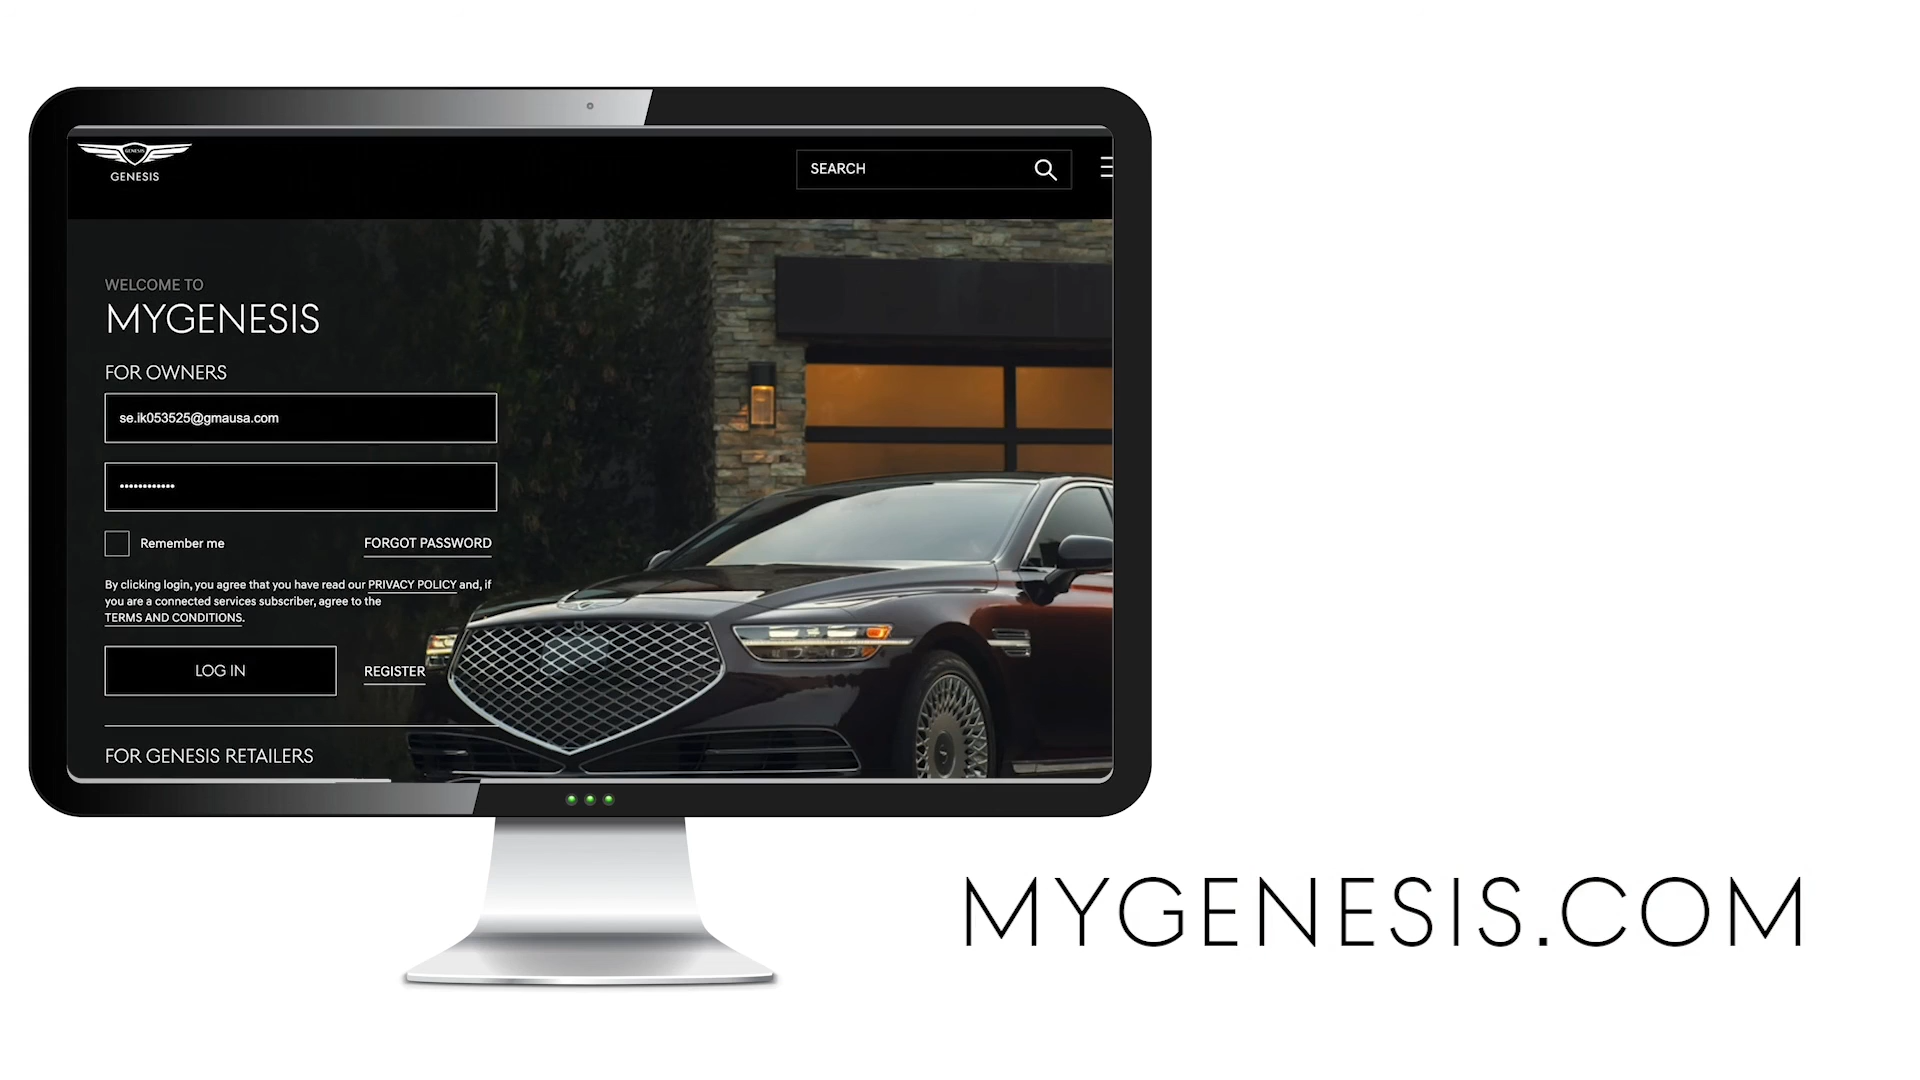 GENESIS
GENESIS
SEARCH
WELCOME TO
MYGENESIS
FOR OWNERS
se.ik053525@gmausa.com
••••••••••••
Remember me
FORGOT PASSWORD
By clicking login, you agree that you have read our PRIVACY POLICY and, if
you are a connected services subscriber, agree to the
TERMS AND CONDITIONS.
LOG IN
REGISTER
FOR GENESIS RETAILERS
MYGENESIS.COM